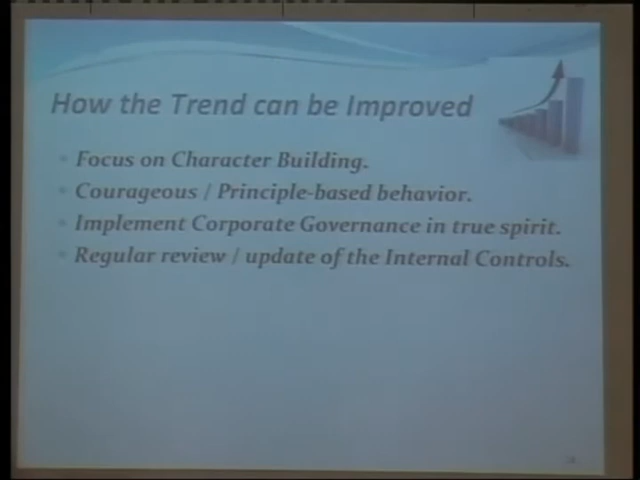 How the Trend can be Improved
Focus on Character Building.
Courageous / Principle-based behavior.
Implement Corporate Governance in true spirit.
Regular review / update of the Internal Controls.